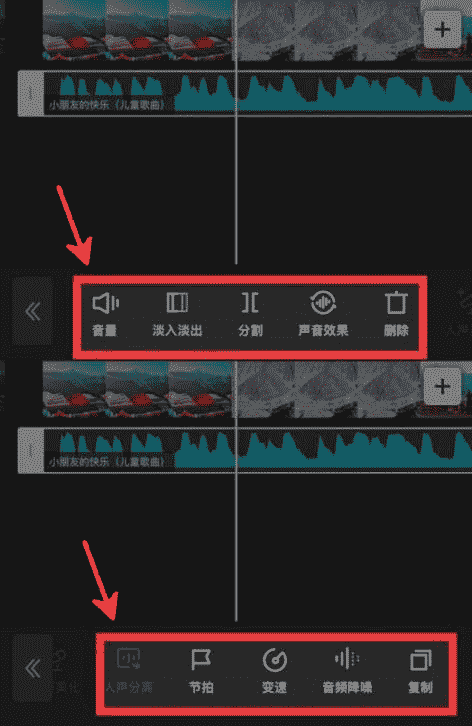 小朋友的快乐（儿童歌曲）
音量 淡入淡出 分割 声音效果 删除
小朋友的快乐（儿童歌曲）
人声分离 节拍 变速 音频降噪 复制